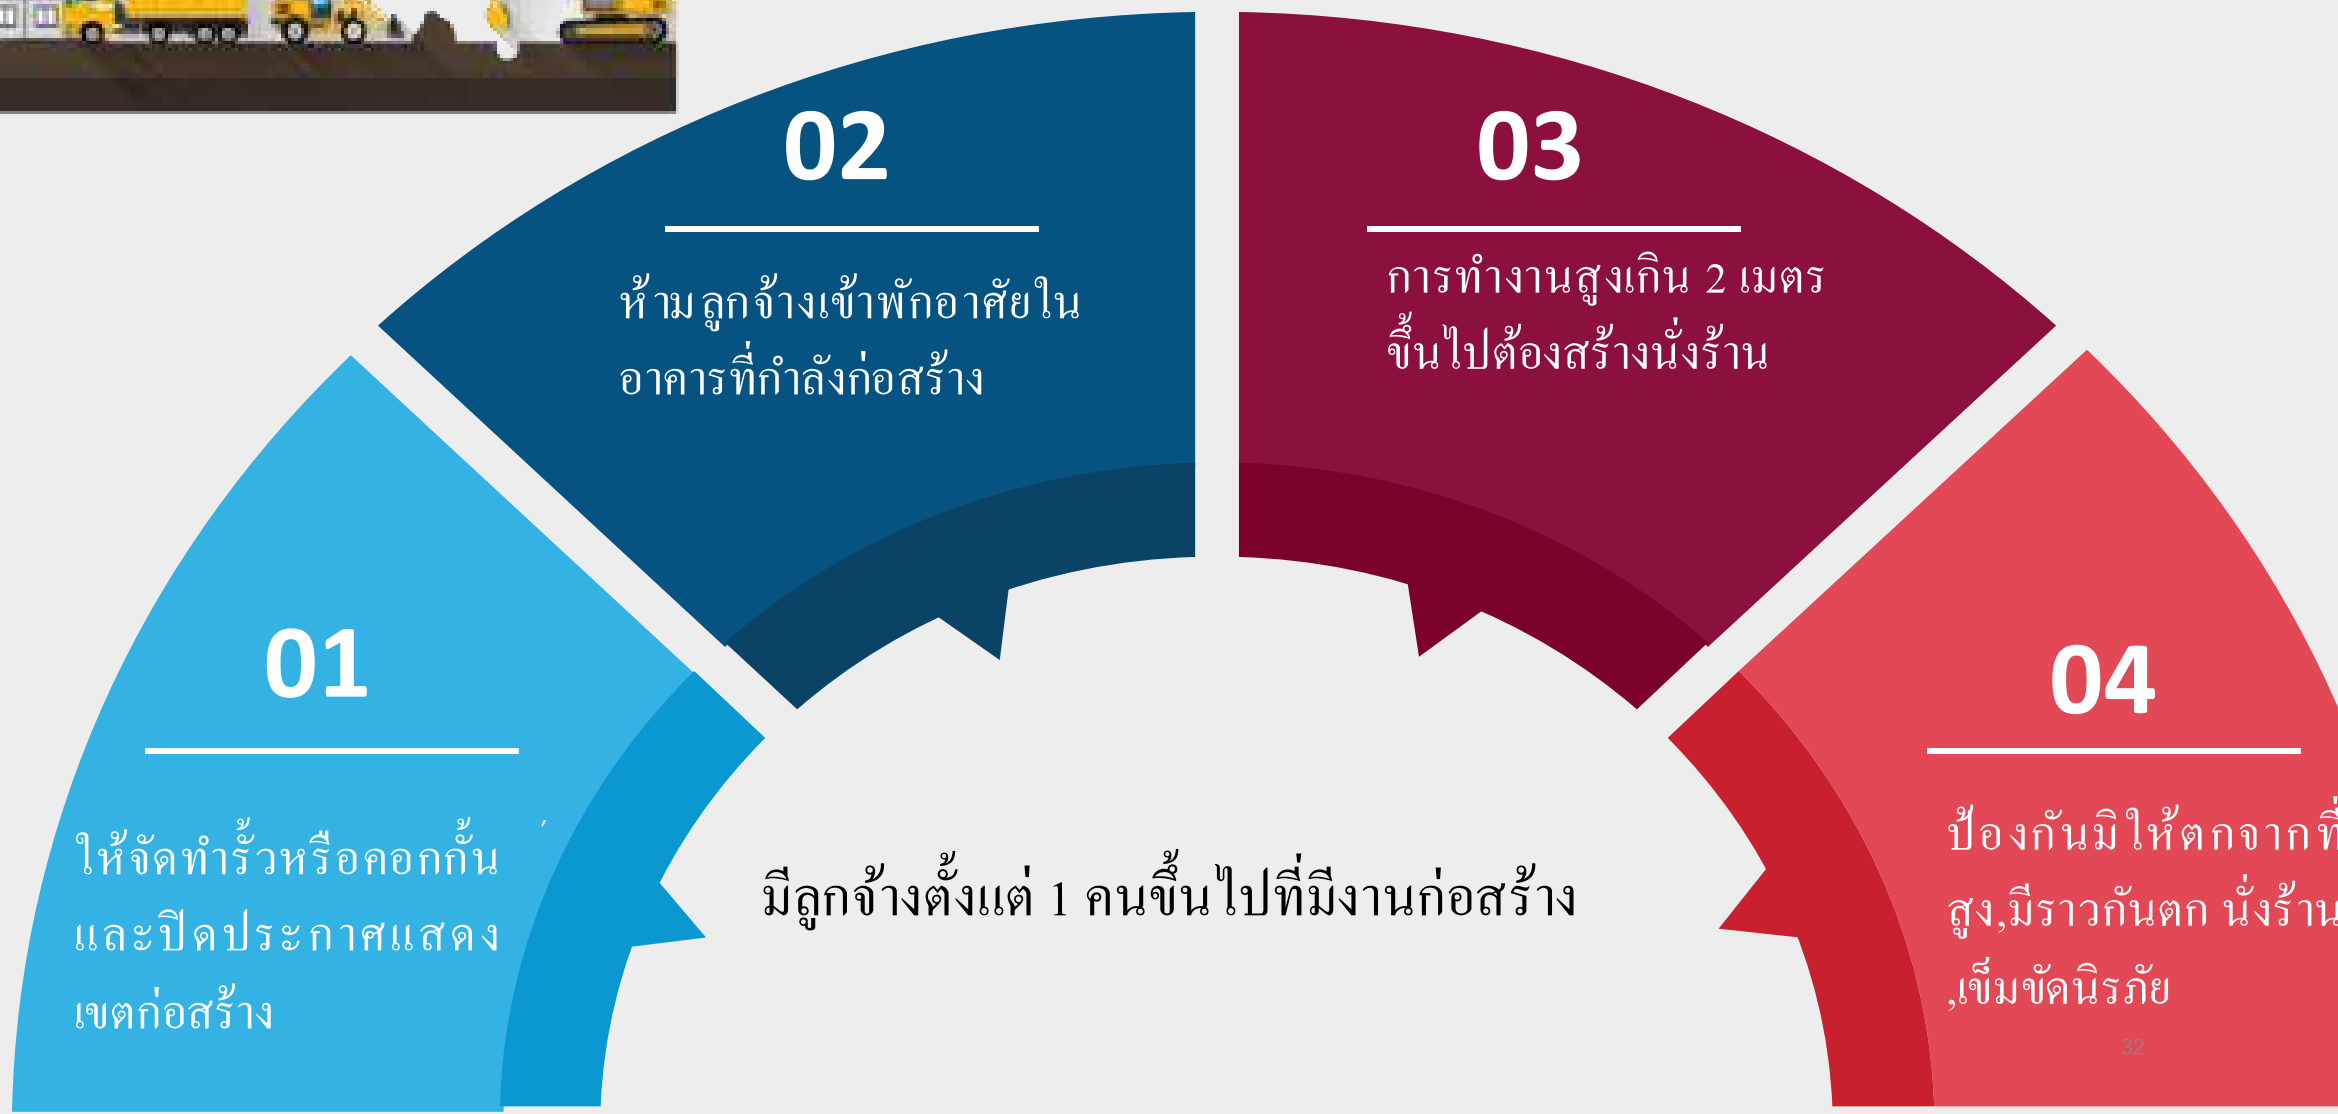 02
ห้ามลูกจ้างเข้าพักอาศัยใน
อาคารที่กำลังก่อสร้าง
03
การทำงานสูงเกิน 2 เมตร
ขึ้นไปต้องสร้างนั่งร้าน
01
ให้จัดทำรั้วหรือคอกกั้น
และปิดประกาศแสดง
เขตก่อสร้าง
04
ป้องกันมิให้ตกจากที่
สูง,มีราวกันตก นั่งร้าน
,เข็มขัดนิรภัย
มีลูกจ้างตั้งแต่ 1 คนขึ้นไปที่มีงานก่อสร้าง
32